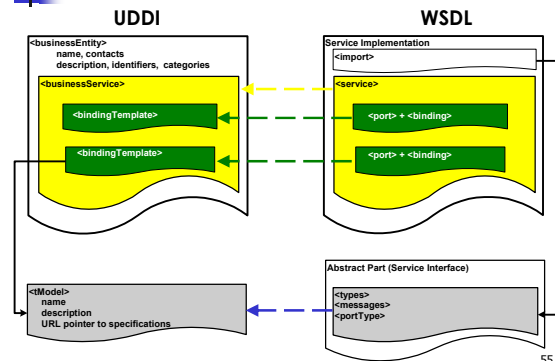 UDDI
<businessEntity>
name, contacts
description, identifiers, categories
<businessService>
<bindingTemplate>
<bindingTemplate>
<tModel>
name
description
URL pointer to specifications
WSDL
Service Implementation
<import>
<service>
<port> + <binding>
<port> + <binding>
Abstract Part (Service Interface)
<types>
<messages>
<portType>
55